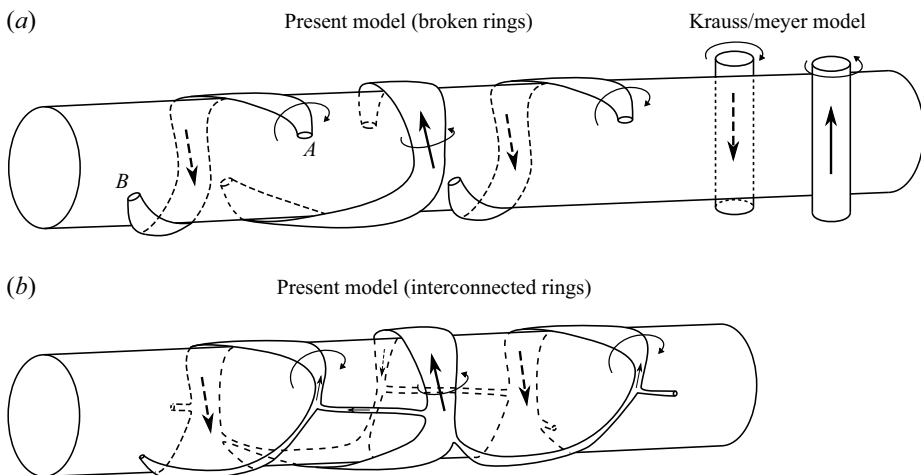 (a)
Present model (broken rings)
Krauss/meyer model
A
B
(b)
Present model (interconnected rings)